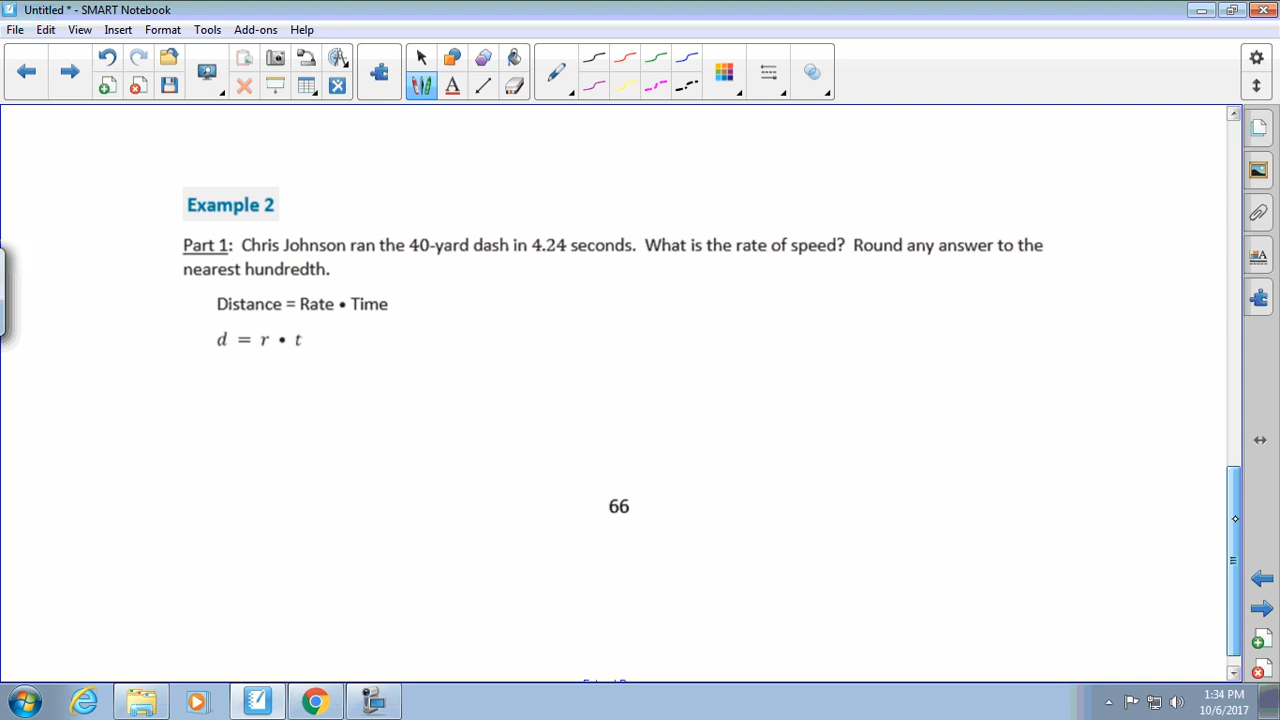 Untitled * - SMART Notebook
File Edit View Insert Format Tools Add-ons Help
Example 2
Part 1: Chris Johnson ran the 40-yard dash in 4.24 seconds. What is the rate of speed? Round any answer to the
nearest hundredth.
Distance = Rate • Time
d = r • t
66
1:34 PM
10/6/2017